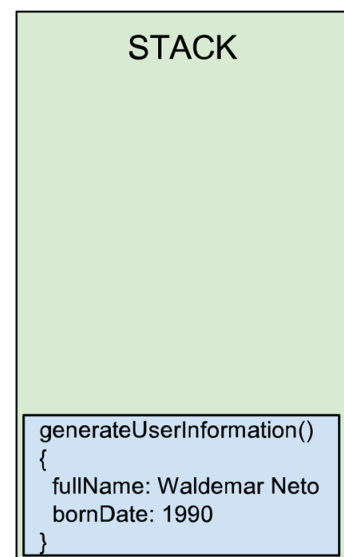 STACK
generateUserInformation()
{
fullName: Waldemar Neto
bornDate: 1990
}